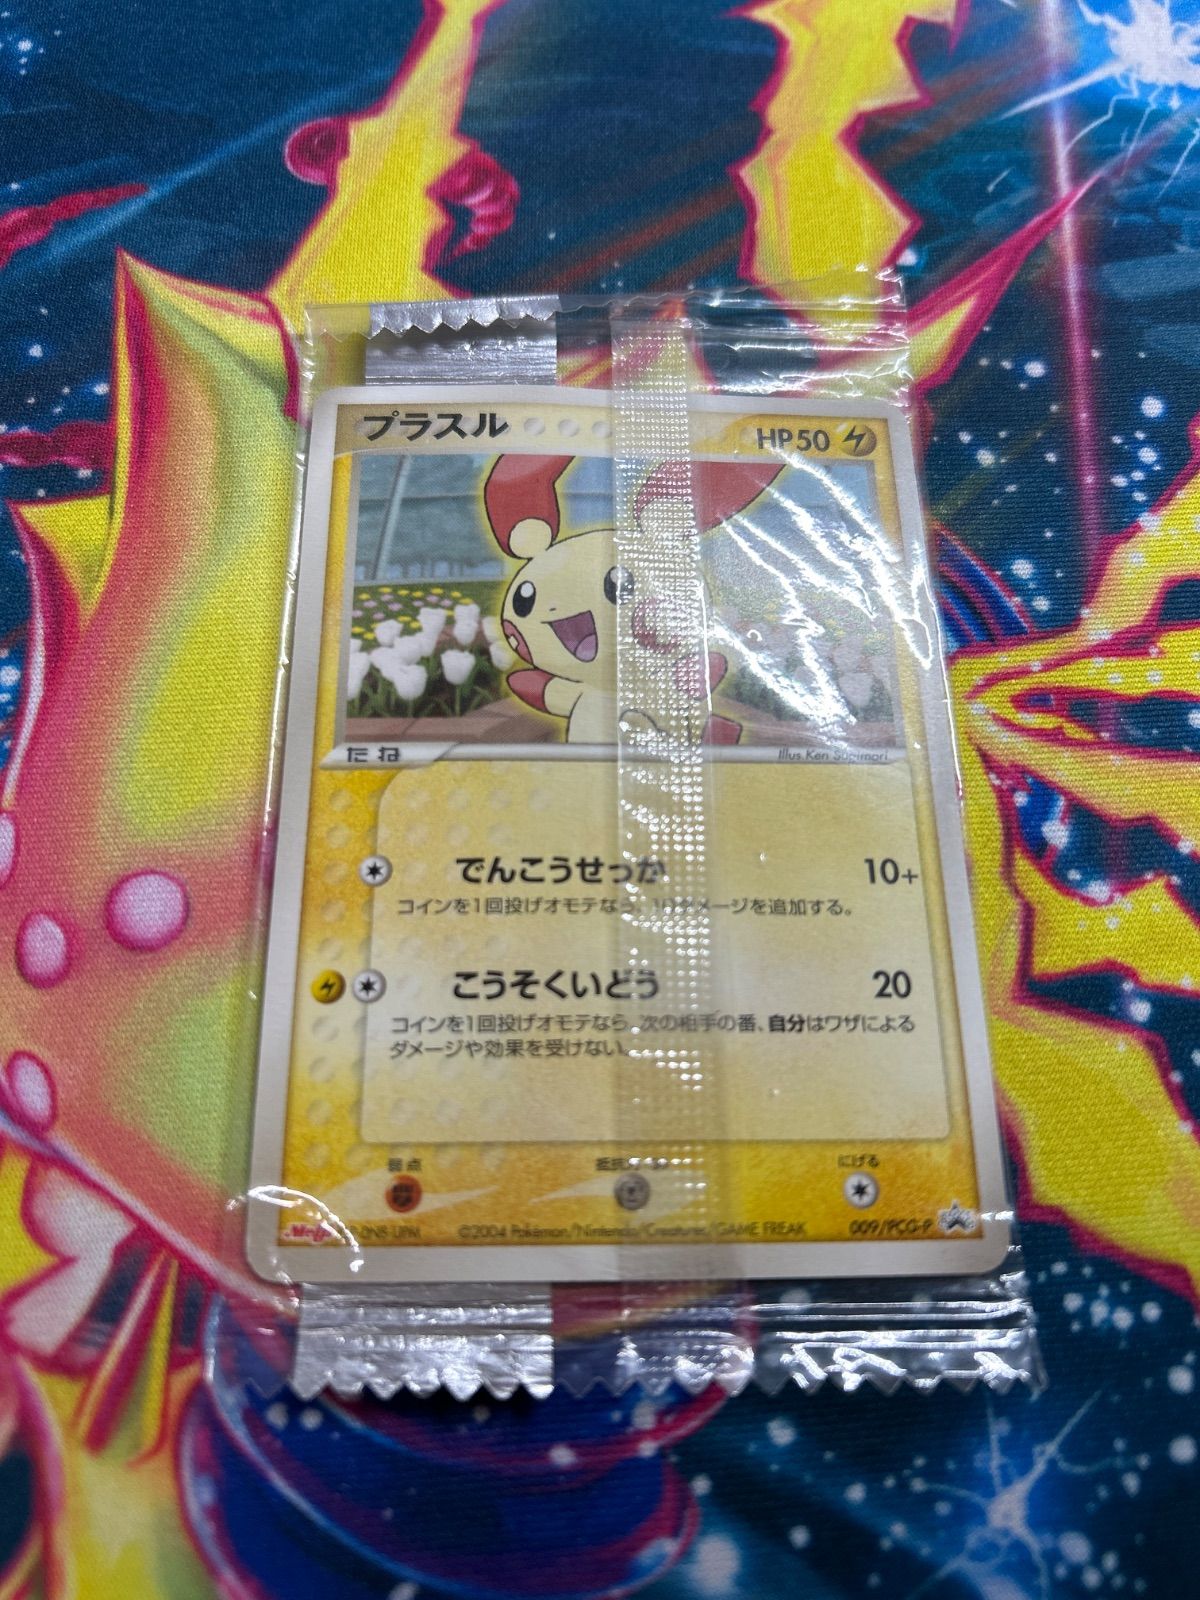 プラスル HP50
たね Illus. Ken Sugimori
でんこうせっか 10+
コインを1回投げオモテなら、10ダメージを追加する。
こうそくいどう 20
コインを1回投げオモテなら、次の相手の番、自分はワザによる
ダメージや効果を受けない。
弱点 にげる
©2004 Pokémon/Nintendo/Creatures/GAME FREAK 009/PCG-P